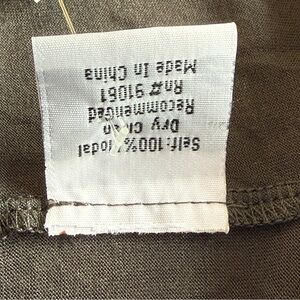 Self: 100% Modal
Dry Clean
Recommended
Rn# 91061
Made In China